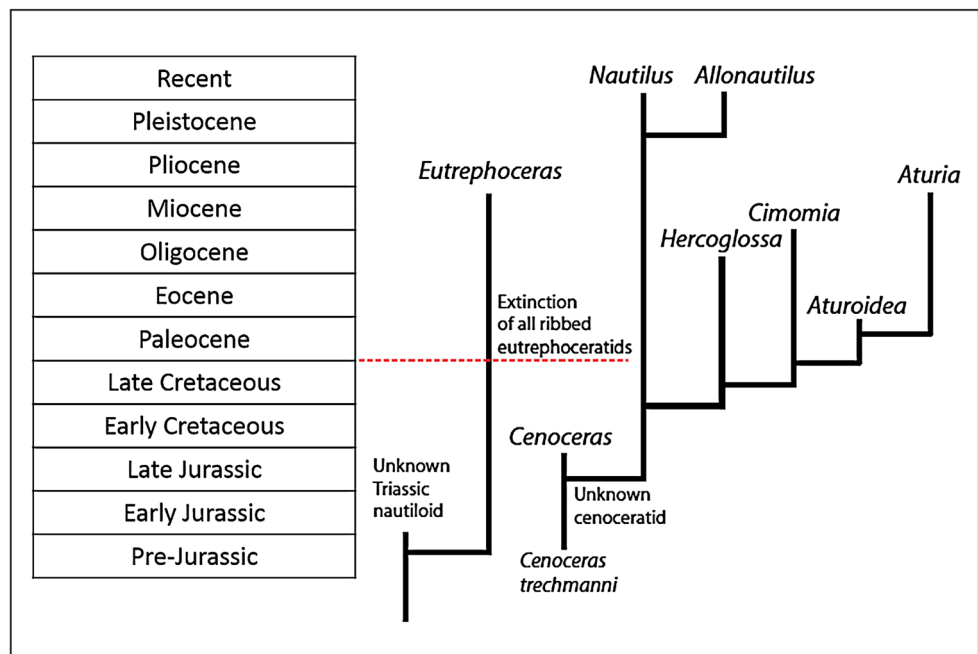 Recent
Pleistocene
Pliocene
Miocene
Oligocene
Eocene
Paleocene
Late Cretaceous
Early Cretaceous
Late Jurassic
Early Jurassic
Pre-Jurassic
Unknown
Triassic
nautiloid
Eutrephoceras
Extinction
of all ribbed
eutrephoceratids
Cenoceras
Unknown
cenoceratid
Cenoceras
trechmanni
Nautilus
Allonautilus
Hercoglossa
Cimomia
Aturoidea
Aturia